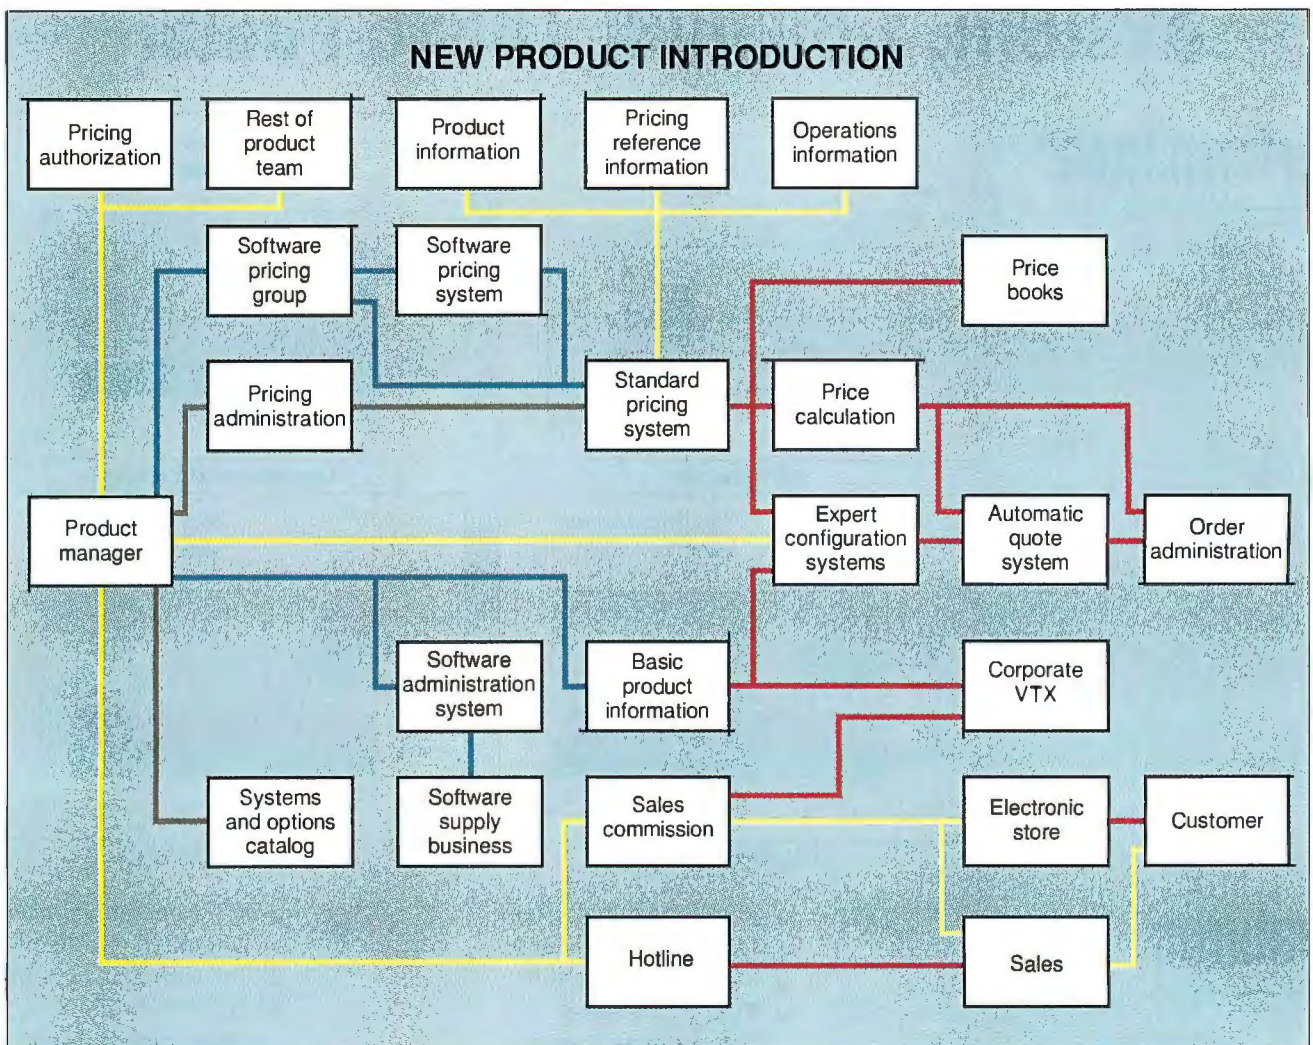 NEW PRODUCT INTRODUCTION
Pricing
authorization
Rest of
product
team
Product
information
Pricing
reference
information
Operations
information
Software
pricing
group
Software
pricing
system
Price
books
Pricing
administration
Standard
pricing
system
Price
calculation
Product
manager
Expert
configuration
systems
Automatic
quote
system
Order
administration
Software
administration
system
Basic
product
information
Corporate
VTX
Systems
and options
catalog
Software
supply
business
Sales
commission
Electronic
store
Customer
Hotline
Sales